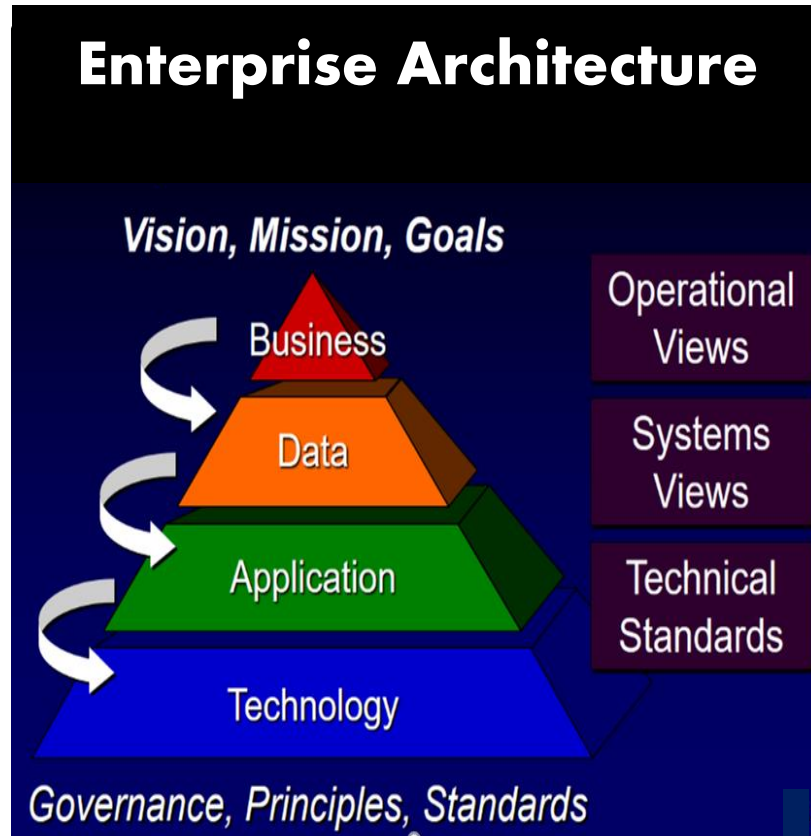 Enterprise Architecture
Vision, Mission, Goals
Business
Data
Application
Technology
Governance, Principles, Standards
Operational
Views
Systems
Views
Technical
Standards